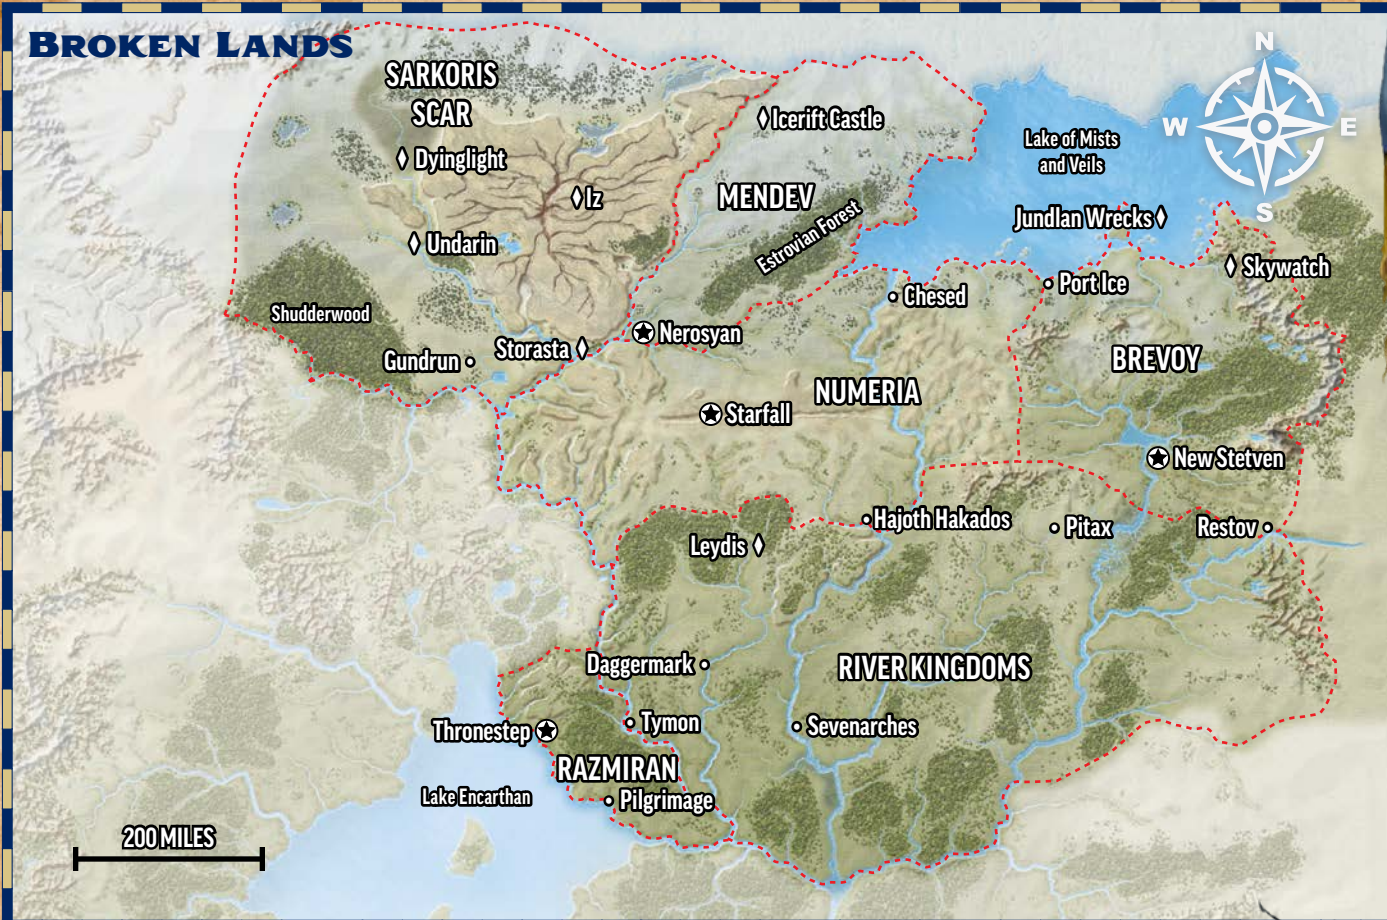 BROKEN LANDS
N
W
E
S
SARKORIS
SCAR
Icerift Castle
Lake of Mists
and Veils
Dyinglight
Iz
MENDEV
Estrovian Forest
Jundlan Wrecks
Undarin
Skywatch
Shudderwood
Chesed
Port Ice
Nerosyan
Storasta
Gundrun
BREVOY
NUMERIA
Starfall
New Stetven
Hajoth Hakados
Pitax
Restov
Leydis
Daggermark
RIVER KINGDOMS
Tymon
Sevenarches
Thronestep
RAZMIRAN
Lake Encarthan
Pilgrimage
200 MILES